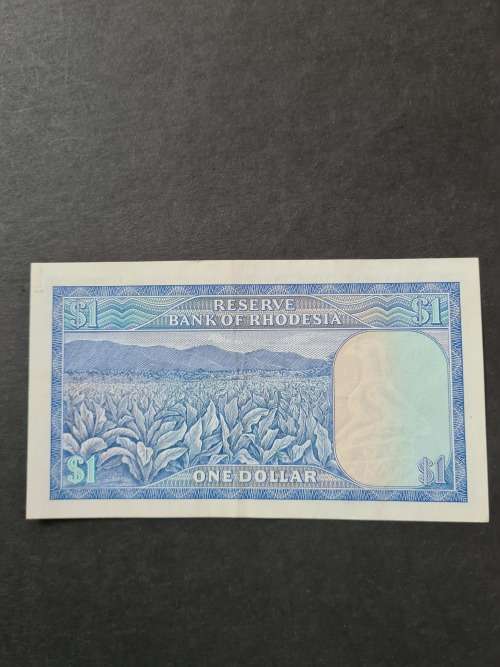 $1 RESERVE $1
BANK OF RHODESIA
$1 ONE DOLLAR $1